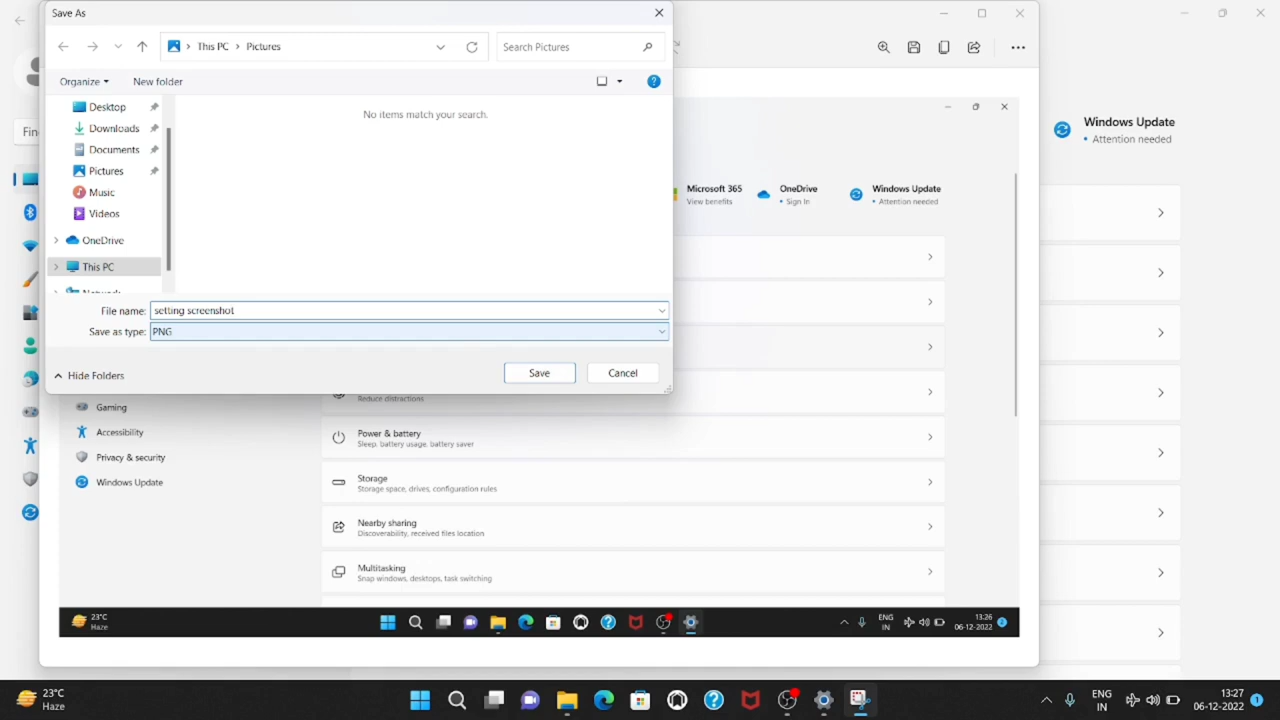 Save As
This PC > Pictures
Search Pictures
Organize
New folder
Desktop
Downloads
Documents
Pictures
Music
Videos
OneDrive
This PC
No items match your search.
File name: setting screenshot
Save as type: PNG
Hide Folders
Save
Cancel
Fin
Windows Update
• Attention needed
Microsoft 365
View benefits
OneDrive
• Sign In
Windows Update
• Attention needed
Reduce distractions
Gaming
Accessibility
Privacy & security
Windows Update
Power & battery
Sleep, battery usage, battery saver
Storage
Storage space, drives, configuration rules
Nearby sharing
Discoverability, received files location
Multitasking
Snap windows, desktops, task switching
23°C
Haze
ENG
IN
13:26
06-12-2022
2
23°C
Haze
ENG
IN
13:27
06-12-2022
1